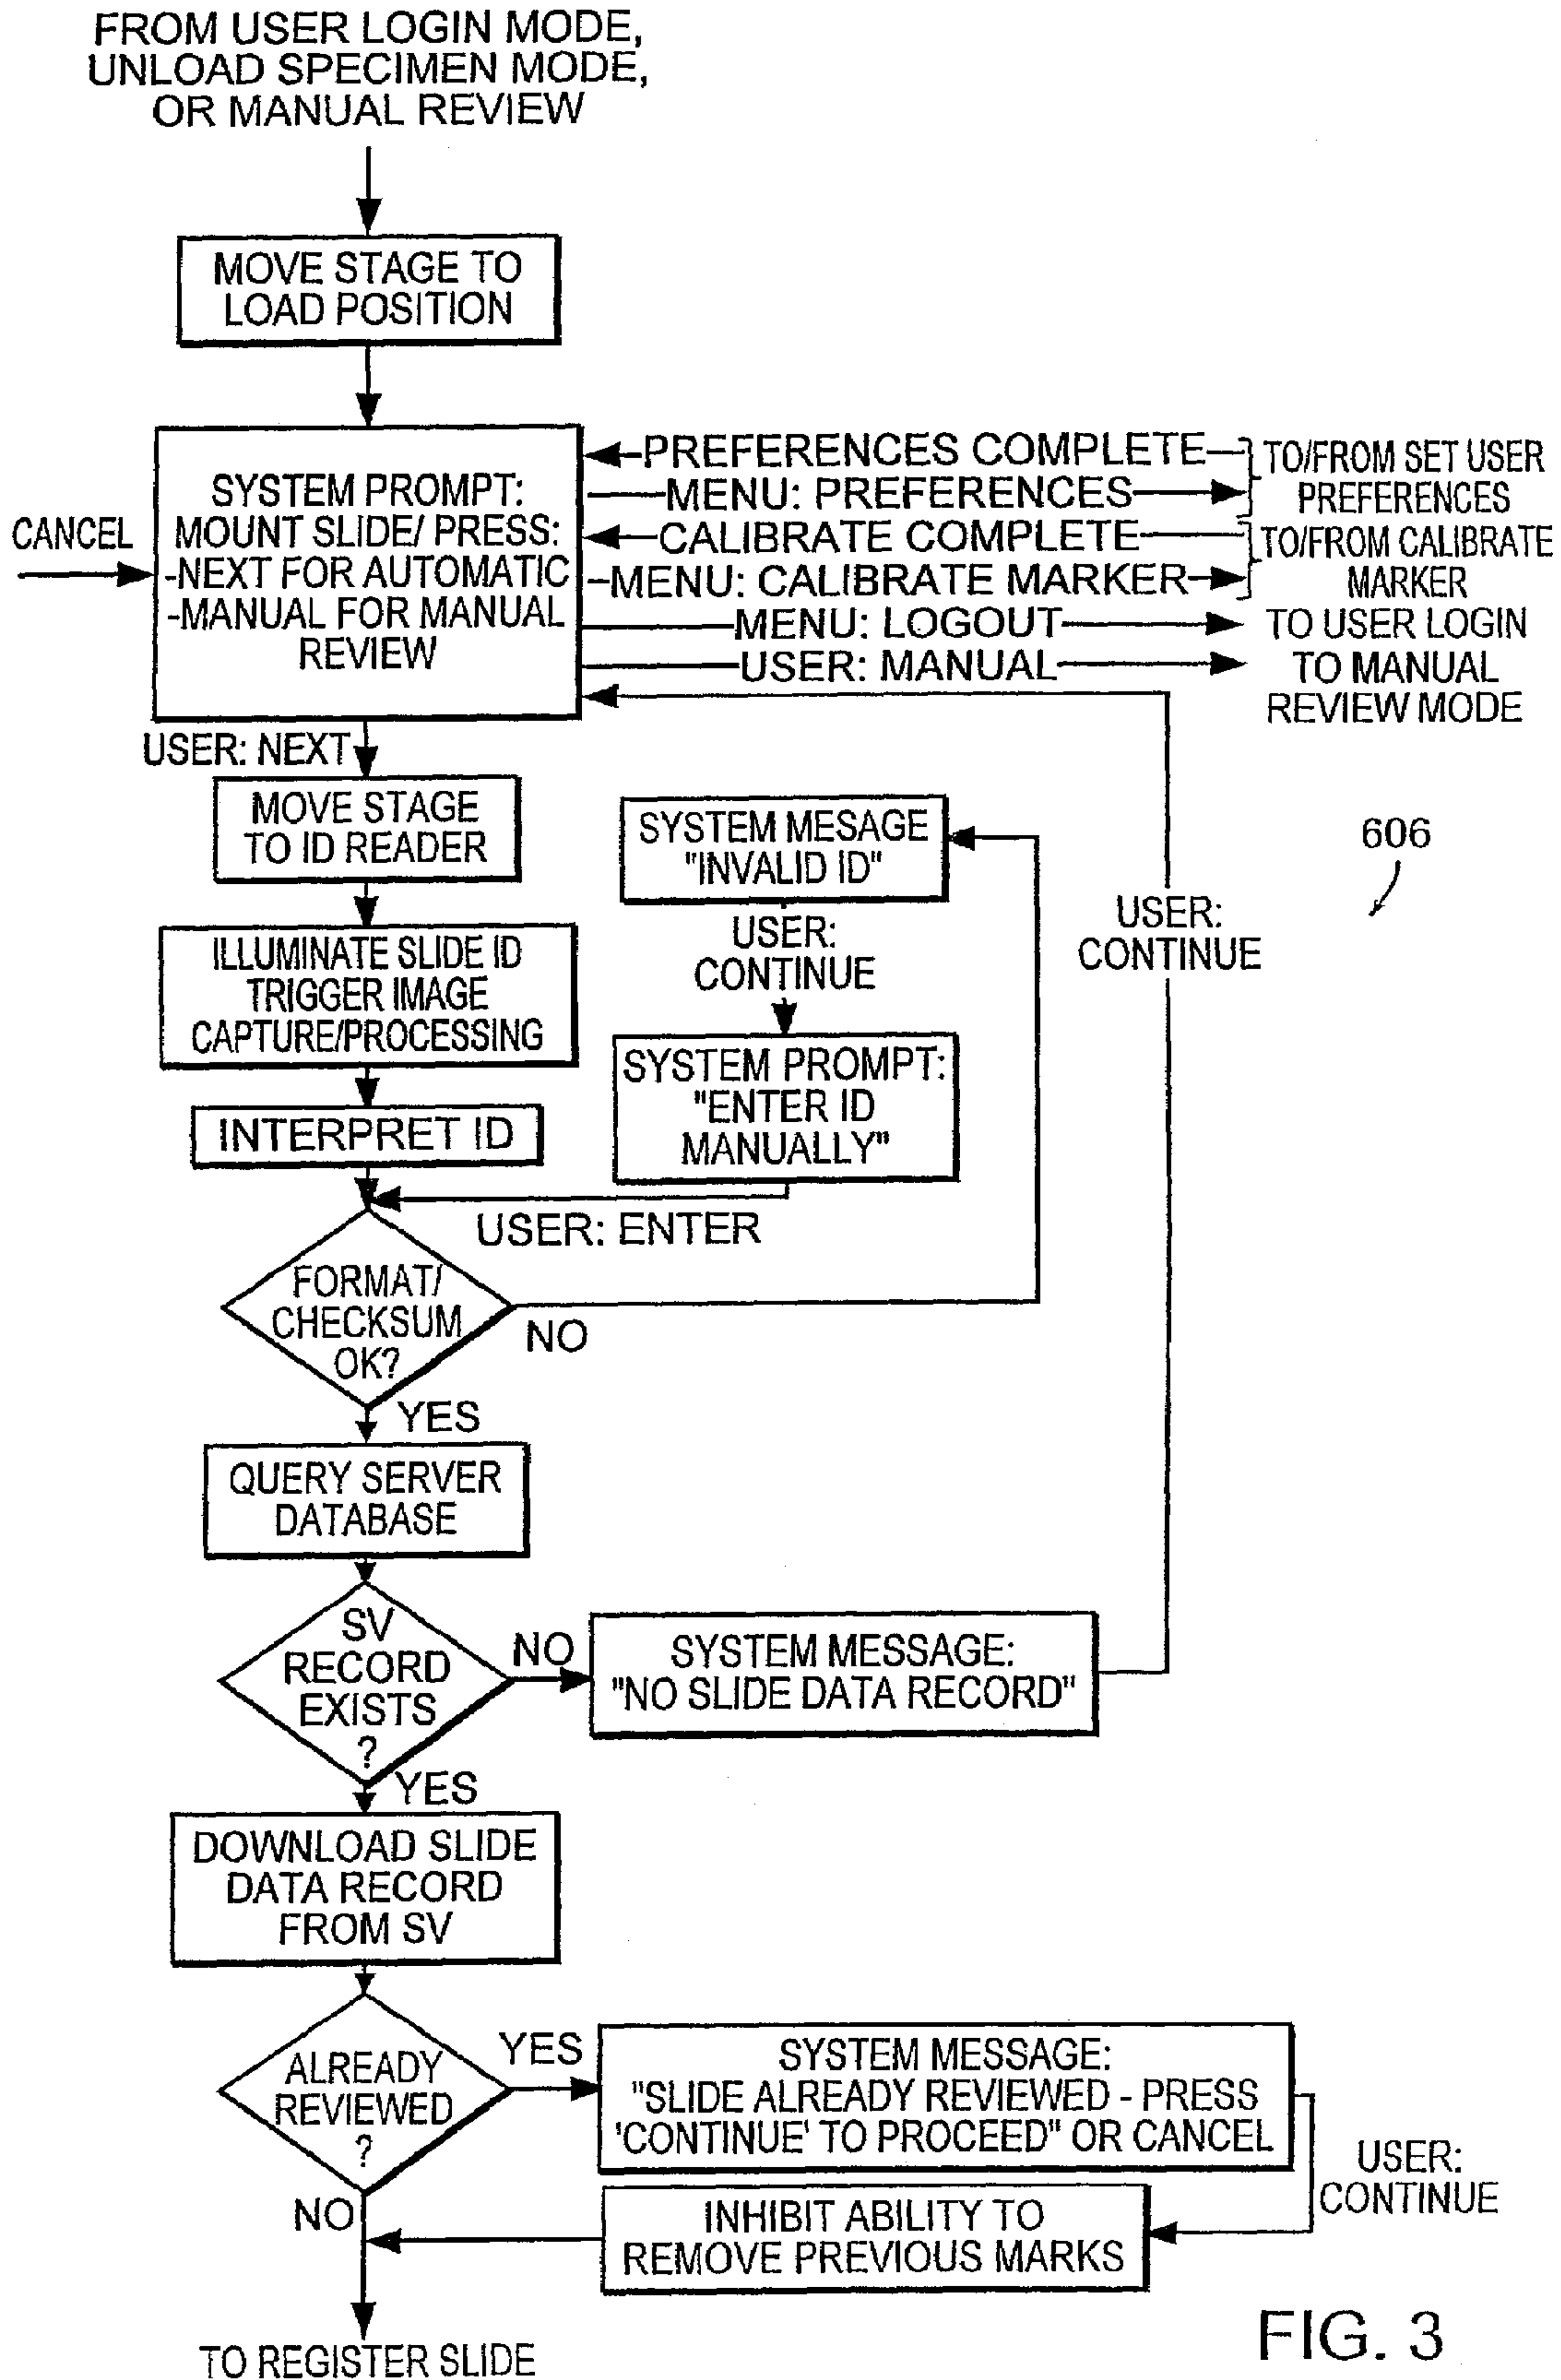 FROM USER LOGIN MODE,
UNLOAD SPECIMEN MODE,
OR MANUAL REVIEW
MOVE STAGE TO
LOAD POSITION
CANCEL
SYSTEM PROMPT:
MOUNT SLIDE/ PRESS:
-NEXT FOR AUTOMATIC
-MANUAL FOR MANUAL
REVIEW
PREFERENCES COMPLETE
MENU: PREFERENCES
TO/FROM SET USER
PREFERENCES
CALIBRATE COMPLETE
MENU: CALIBRATE MARKER
TO/FROM CALIBRATE
MARKER
MENU: LOGOUT
TO USER LOGIN
USER: MANUAL
TO MANUAL
REVIEW MODE
USER: NEXT
MOVE STAGE
TO ID READER
SYSTEM MESAGE
"INVALID ID"
606
USER:
CONTINUE
USER:
CONTINUE
ILLUMINATE SLIDE ID
TRIGGER IMAGE
CAPTURE/PROCESSING
SYSTEM PROMPT:
"ENTER ID
MANUALLY"
INTERPRET ID
USER: ENTER
FORMAT/
CHECKSUM
OK?
NO
YES
QUERY SERVER
DATABASE
SV
RECORD
EXISTS
?
NO
SYSTEM MESSAGE:
"NO SLIDE DATA RECORD"
YES
DOWNLOAD SLIDE
DATA RECORD
FROM SV
ALREADY
REVIEWED
?
YES
SYSTEM MESSAGE:
"SLIDE ALREADY REVIEWED - PRESS
'CONTINUE' TO PROCEED" OR CANCEL
USER:
CONTINUE
NO
INHIBIT ABILITY TO
REMOVE PREVIOUS MARKS
TO REGISTER SLIDE
FIG. 3